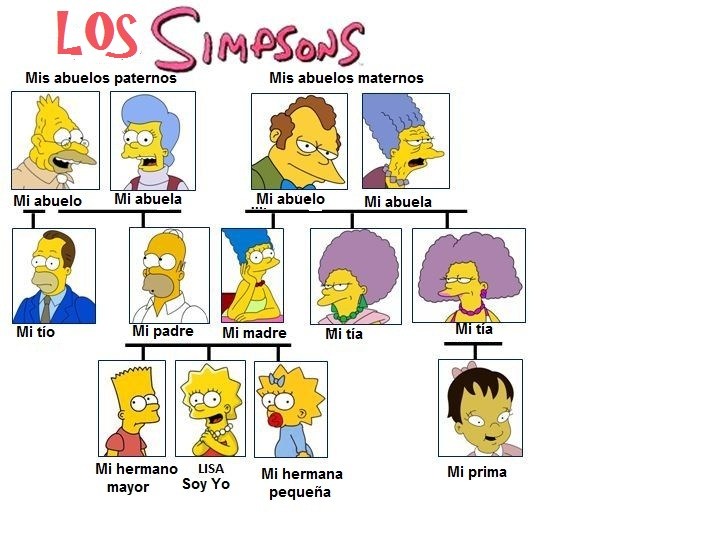 LOS SIMPSONS
Mis abuelos paternos
Mis abuelos maternos
Mi abuelo
Mi abuela
Mi abuelo
Mi abuela
Mi tío
Mi padre
Mi madre
Mi tía
Mi tía
Mi hermano
mayor
LISA
Soy Yo
Mi hermana
pequeña
Mi prima